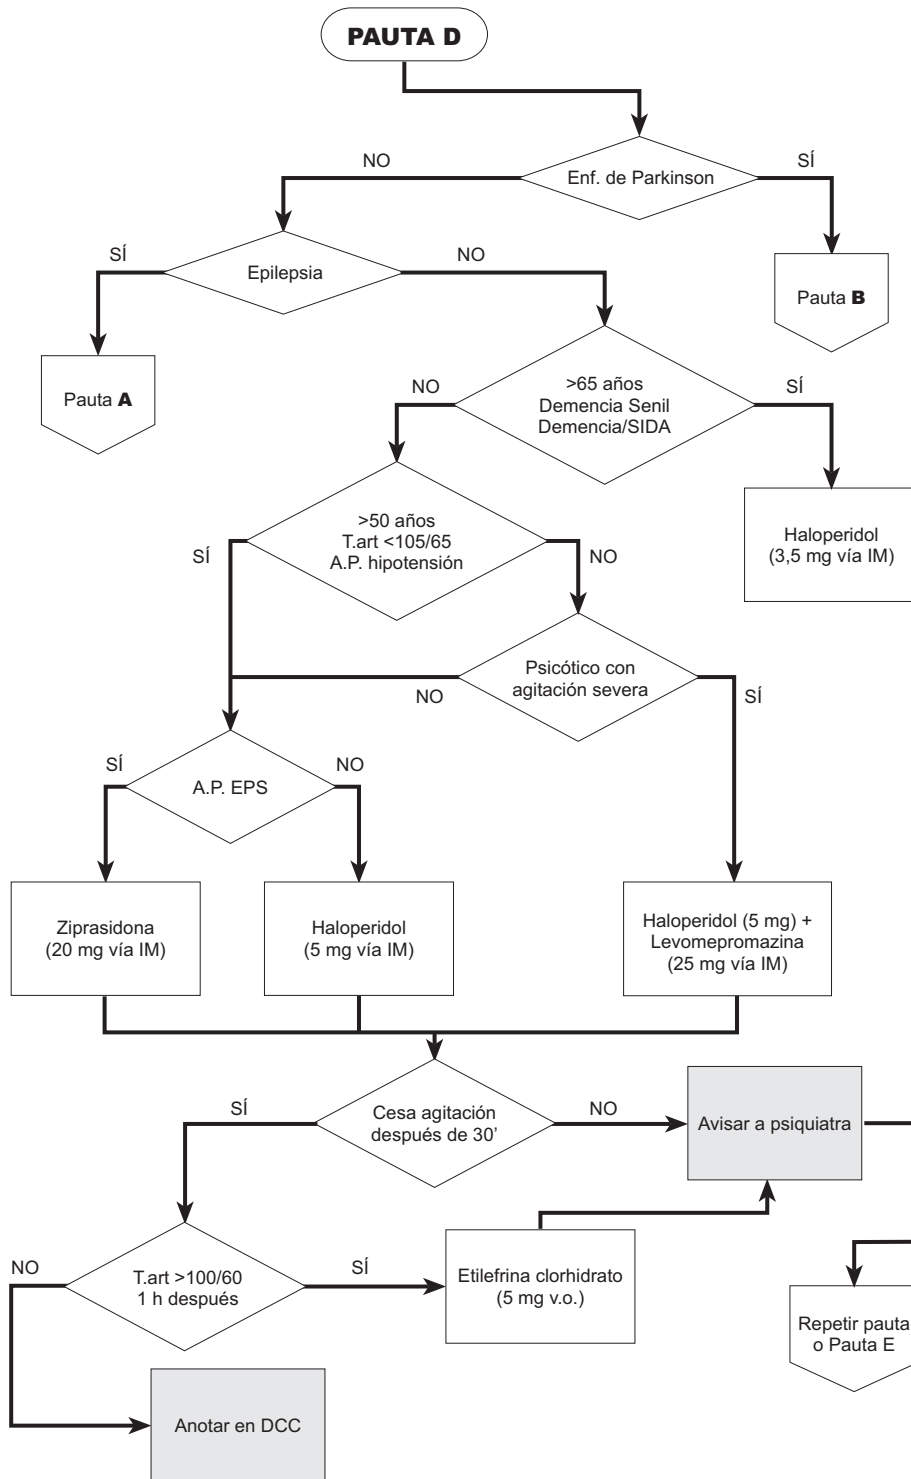 PAUTA D
NO
Enf. de Parkinson
SÍ
SÍ
Epilepsia
NO
Pauta B
Pauta A
NO
>65 años
Demencia Senil
Demencia/SIDA
SÍ
Haloperidol
(3,5 mg vía IM)
SÍ
>50 años
T.art <105/65
A.P. hipotensión
NO
NO
Psicótico con
agitación severa
SÍ
SÍ
A.P. EPS
NO
Ziprasidona
(20 mg vía IM)
Haloperidol
(5 mg vía IM)
Haloperidol (5 mg) +
Levomepromazina
(25 mg vía IM)
SÍ
Cesa agitación
después de 30’
NO
Avisar a psiquiatra
NO
T.art >100/60
1 h después
SÍ
Etilefrina clorhidrato
(5 mg v.o.)
Repetir pauta
o Pauta E
Anotar en DCC